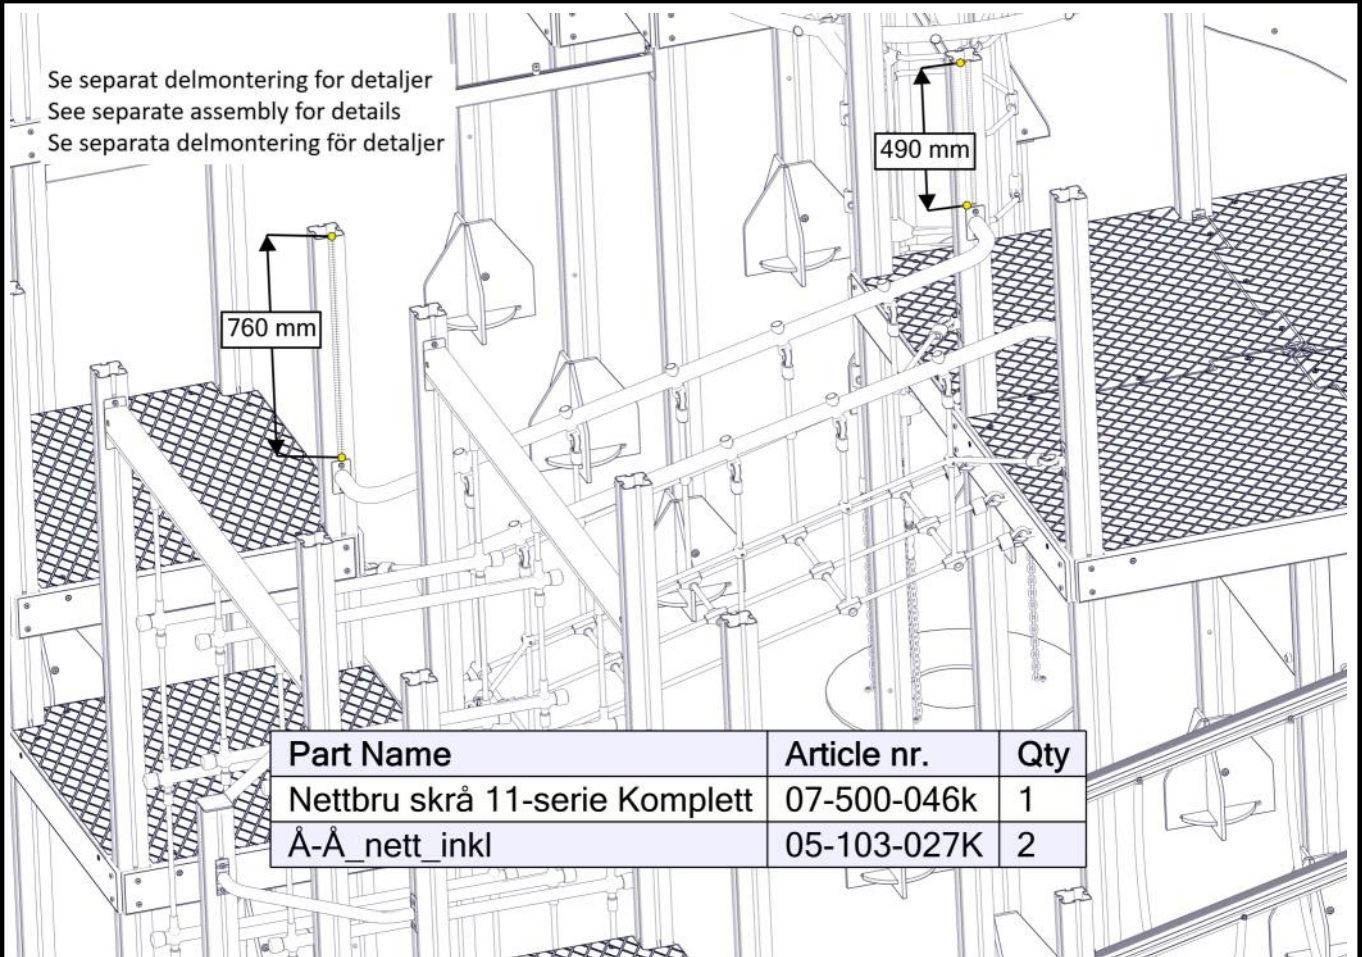 Se separat delmontering for detaljer
See separate assembly for details
Se separata delmontering för detaljer
490 mm
760 mm
Part Name Article nr. Qty
Nettbru skrå 11-serie Komplett 07-500-046k 1
Å-Å_nett_inkl 05-103-027K 2